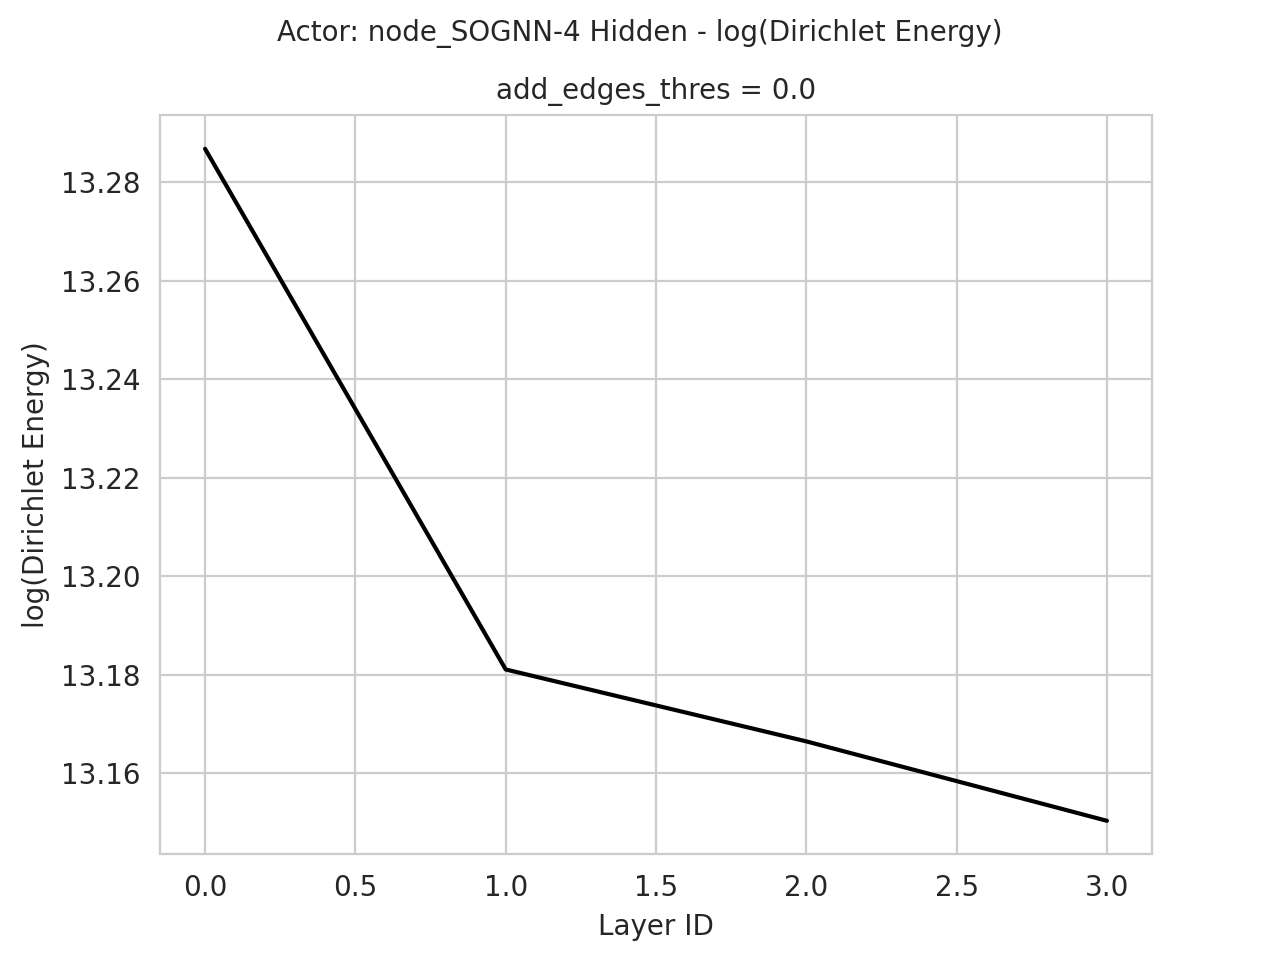 Actor: node_SOGNN-4 Hidden - log(Dirichlet Energy)
add_edges_thres = 0.0
13.28
13.26
13.24
13.22
13.20
13.18
13.16
log(Dirichlet Energy)
0.0 0.5 1.0 1.5 2.0 2.5 3.0
Layer ID